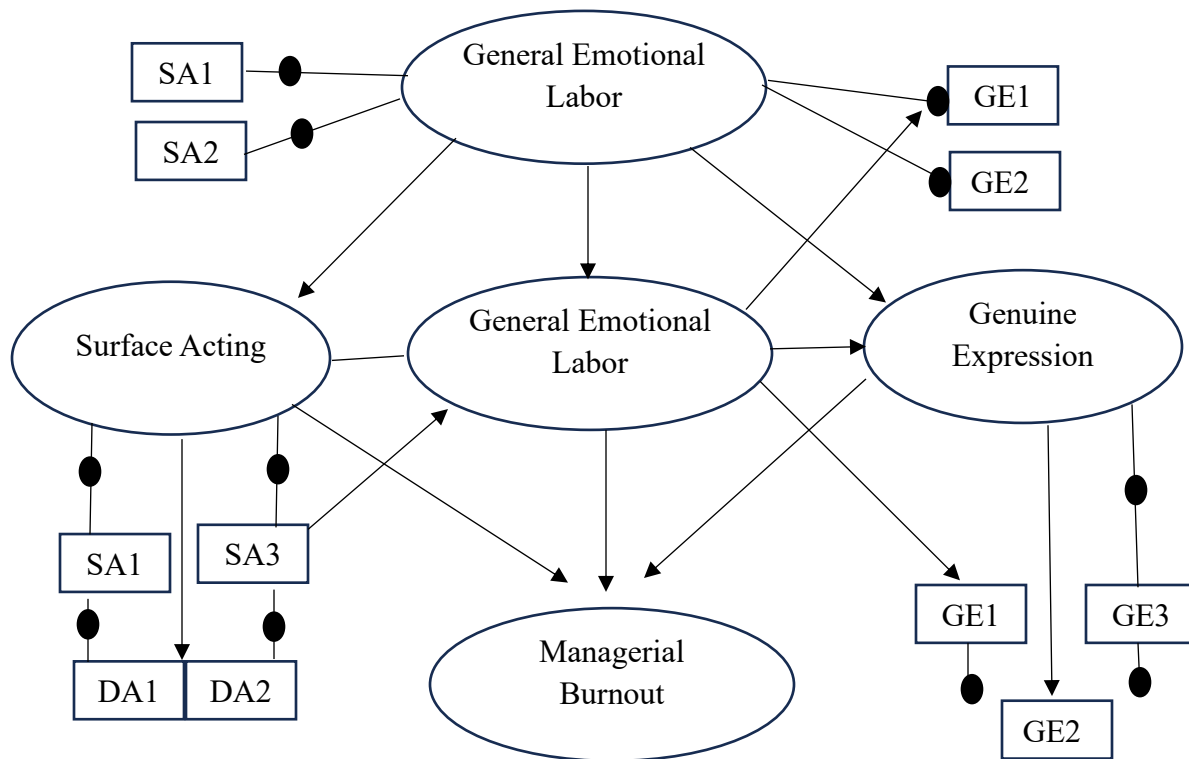 General Emotional
Labor
SA1
GE1
SA2
GE2
Surface Acting
General Emotional
Labor
Genuine
Expression
SA1
SA3
GE1
GE3
DA1
DA2
Managerial
Burnout
GE2